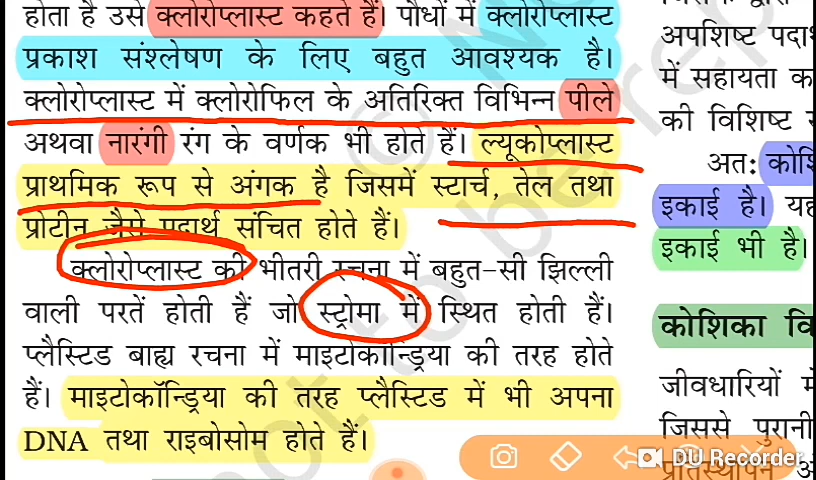 होता है उसे क्लोरोप्लास्ट कहते हैं। पौधों में क्लोरोप्लास्ट
प्रकाश संश्लेषण के लिए बहुत आवश्यक है।
क्लोरोप्लास्ट में क्लोरोफिल के अतिरिक्त विभिन्न पीले
अथवा नारंगी रंग के वर्णक भी होते हैं। ल्यूकोप्लास्ट
प्राथमिक रूप से अंगक है जिसमें स्टार्च, तेल तथा
प्रोटीन जैसे पदार्थ संचित होते हैं।
क्लोरोप्लास्ट की भीतरी रचना में बहुत-सी झिल्ली
वाली परतें होती हैं जो स्ट्रोमा में स्थित होती हैं।
प्लैस्टिड बाह्य रचना में माइटोकॉन्ड्रिया की तरह होते
हैं। माइटोकॉन्ड्रिया की तरह प्लैस्टिड में भी अपना
DNA तथा राइबोसोम होते हैं।
अपशिष्ट
में सहायता
की विशिष्ट
अतः
इकाई है।
इकाई भी है।
कोशिका
जीवधारियों
जिससे पुरानी
DU Recorder